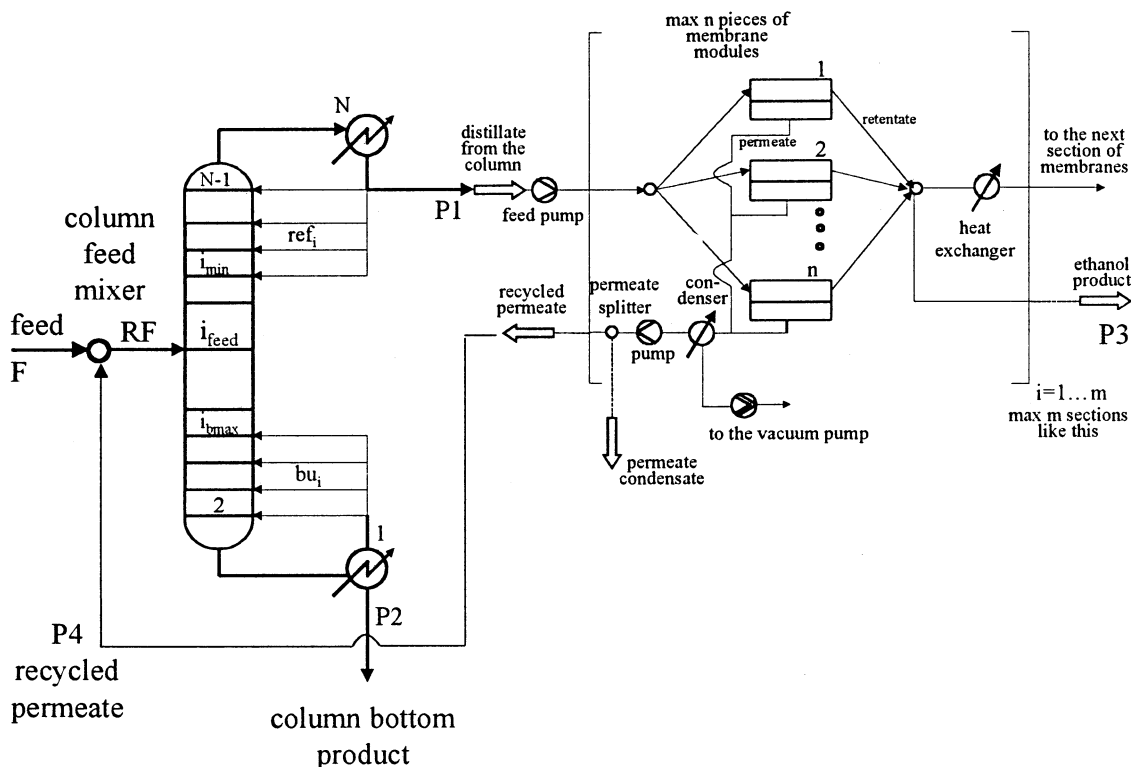 N
N-1
ref_i
i_min
column
feed
mixer
feed
F
RF
i_feed
i_bmax
bu_i
2
1
P1
P2
P4
recycled
permeate
column bottom
product
distillate
from the
column
feed pump
max n pieces of
membrane
modules
1
retentate
permeate
2
n
to the next
section of
membranes
heat
exchanger
ethanol
product
P3
recycled
permeate
permeate
splitter
con-
denser
pump
to the vacuum pump
permeate
condensate
i=1...m
max m sections
like this